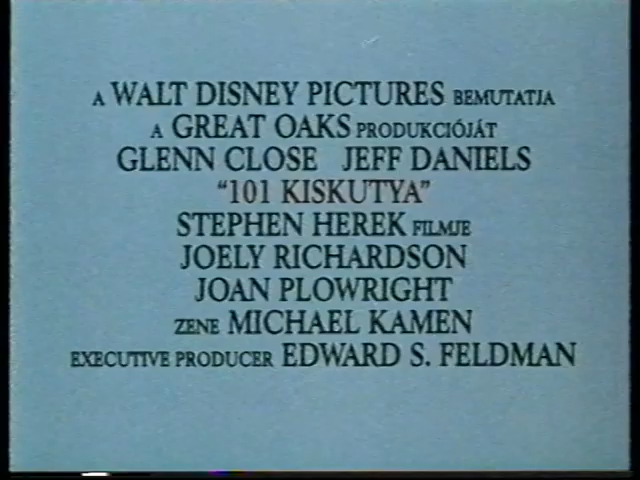 A WALT DISNEY PICTURES BEMUTATJA
A GREAT OAKS PRODUKCIÓJÁT
GLENN CLOSE JEFF DANIELS
"101 KISKUTYA"
STEPHEN HEREK FILMJE
JOELY RICHARDSON
JOAN PLOWRIGHT
ZENE MICHAEL KAMEN
EXECUTIVE PRODUCER EDWARD S. FELDMAN